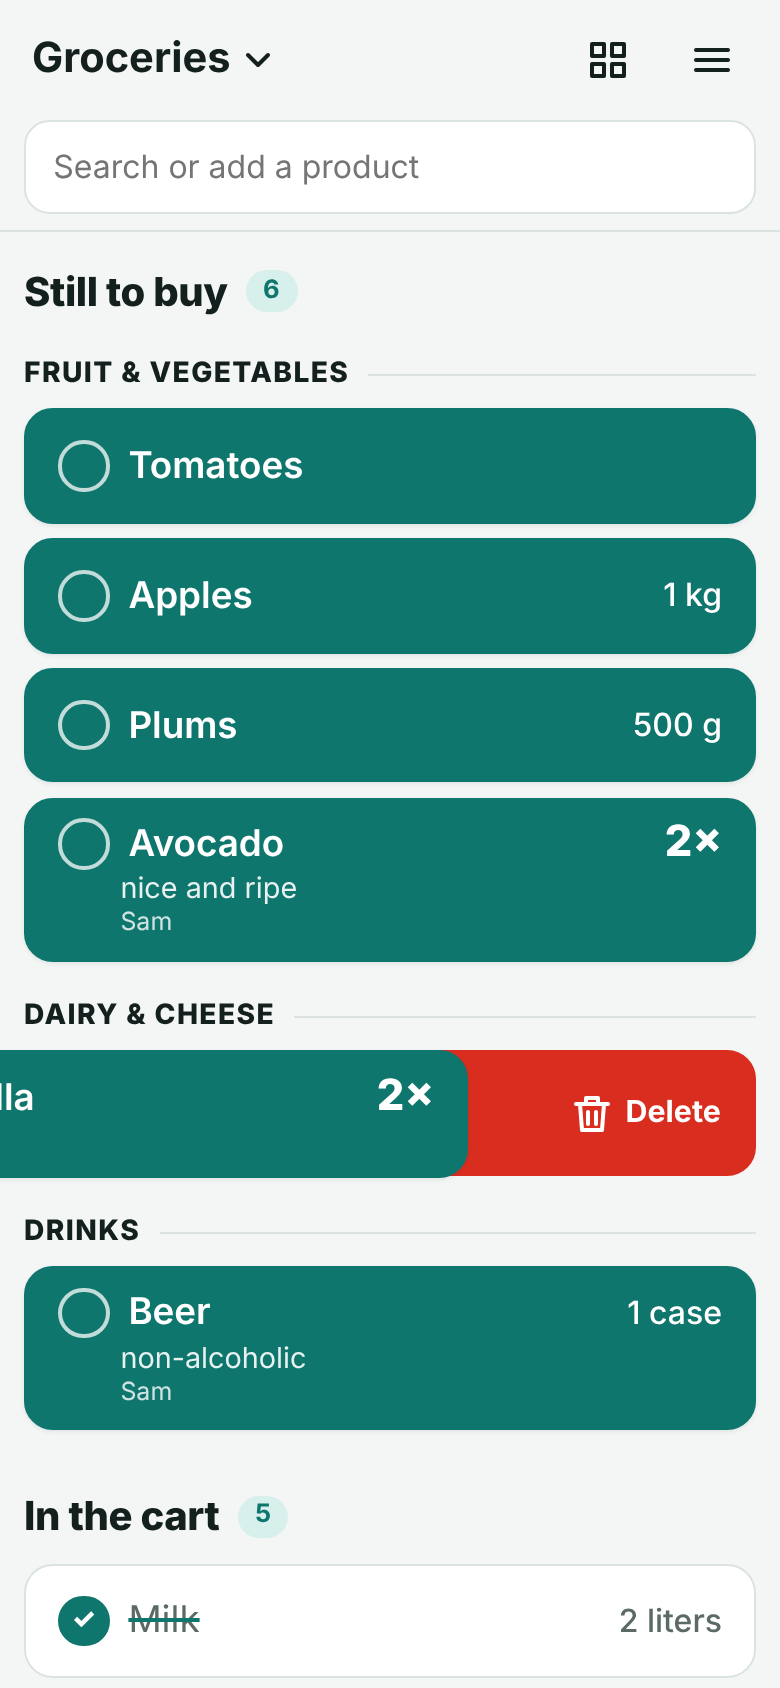 Groceries
Search or add a product
Still to buy 6
FRUIT & VEGETABLES
Tomatoes
Apples 1 kg
Plums 500 g
Avocado 2×
nice and ripe
Sam
DAIRY & CHEESE
lla 2× Delete
DRINKS
Beer 1 case
non-alcoholic
Sam
In the cart 5
Milk 2 liters